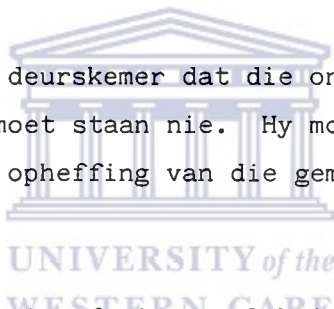 deurskemer dat die on
moet staan nie. Hy mo
opheffing van die gem
UNIVERSITY of the
WESTERN CAPE